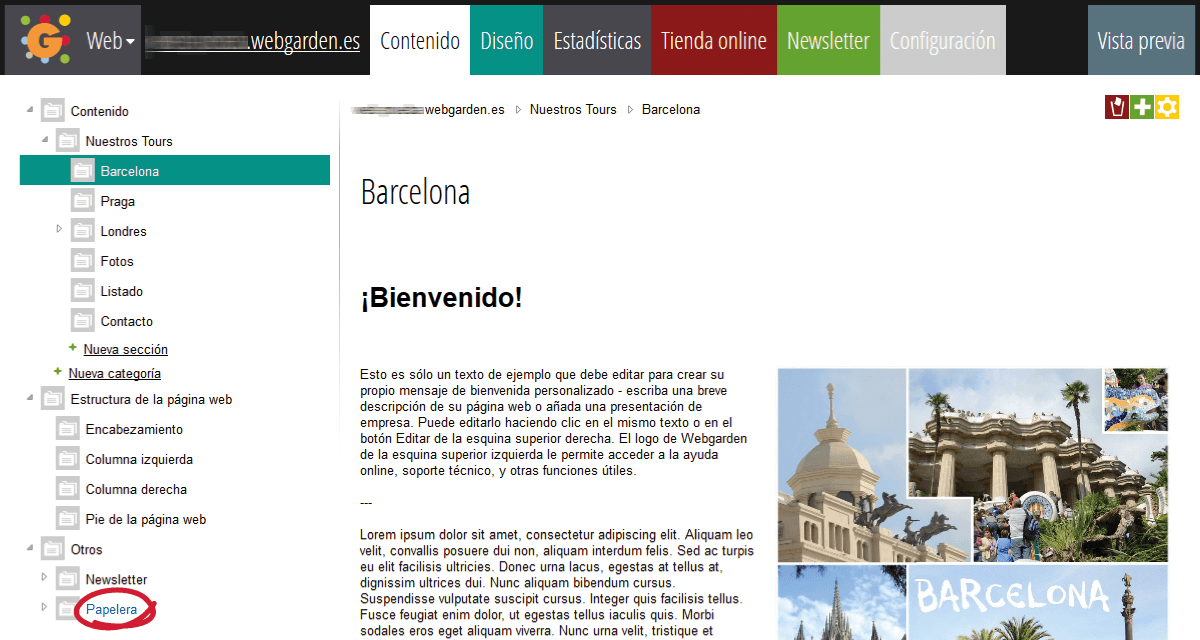 G
Web
.webgarden.es
Contenido
Diseño
Estadísticas
Tienda online
Newsletter
Configuración
Vista previa
Contenido
Nuestros Tours
Barcelona
Praga
Londres
Fotos
Listado
Contacto
Nueva sección
Nueva categoría
Estructura de la página web
Encabezamiento
Columna izquierda
Columna derecha
Pie de la página web
Otros
Newsletter
Papelera
webgarden.es Nuestros Tours Barcelona
Barcelona
¡Bienvenido!
Esto es sólo un texto de ejemplo que debe editar para crear su
propio mensaje de bienvenida personalizado - escriba una breve
descripción de su página web o añada una presentación de
empresa. Puede editarlo haciendo clic en el mismo texto o en el
botón Editar de la esquina superior derecha. El logo de Webgarden
de la esquina superior izquierda le permite acceder a la ayuda
online, soporte técnico, y otras funciones útiles.
---
Lorem ipsum dolor sit amet, consectetur adipiscing elit. Aliquam leo
velit, convallis posuere dui non, aliquam interdum felis. Sed ac turpis
eu elit facilisis ultricies. Donec urna lacus, egestas at tellus at,
dignissim ultrices dui. Nunc aliquam bibendum cursus.
Suspendisse vulputate suscipit cursus. Integer quis facilisis tellus.
Fusce feugiat enim dolor, ut egestas tellus iaculis quis. Morbi
sodales eros eget aliquam viverra. Nunc urna velit, tristique et
BARCELONA